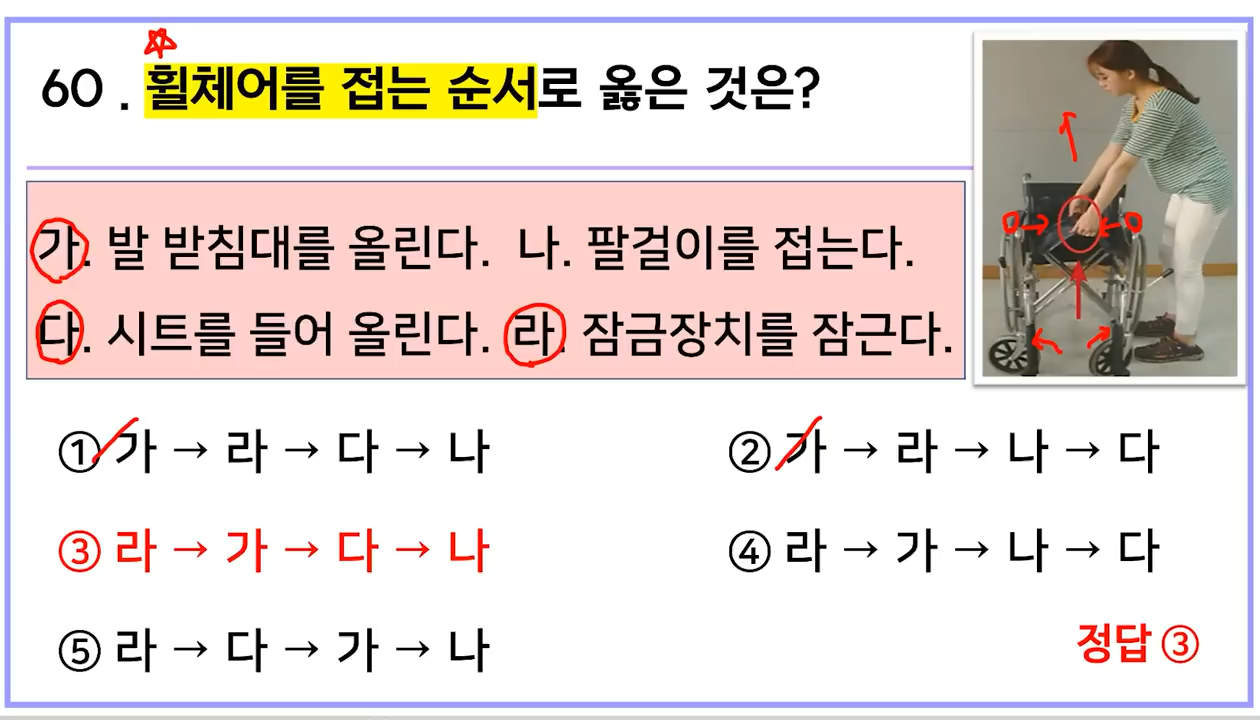 60 . 휠체어를 접는 순서로 옳은 것은?
가. 발 받침대를 올린다. 나. 팔걸이를 접는다.
다. 시트를 들어 올린다. 라. 잠금장치를 잠근다.
① 가 → 라 → 다 → 나
② 가 → 라 → 나 → 다
③ 라 → 가 → 다 → 나
④ 라 → 가 → 나 → 다
⑤ 라 → 다 → 가 → 나
정답 ③